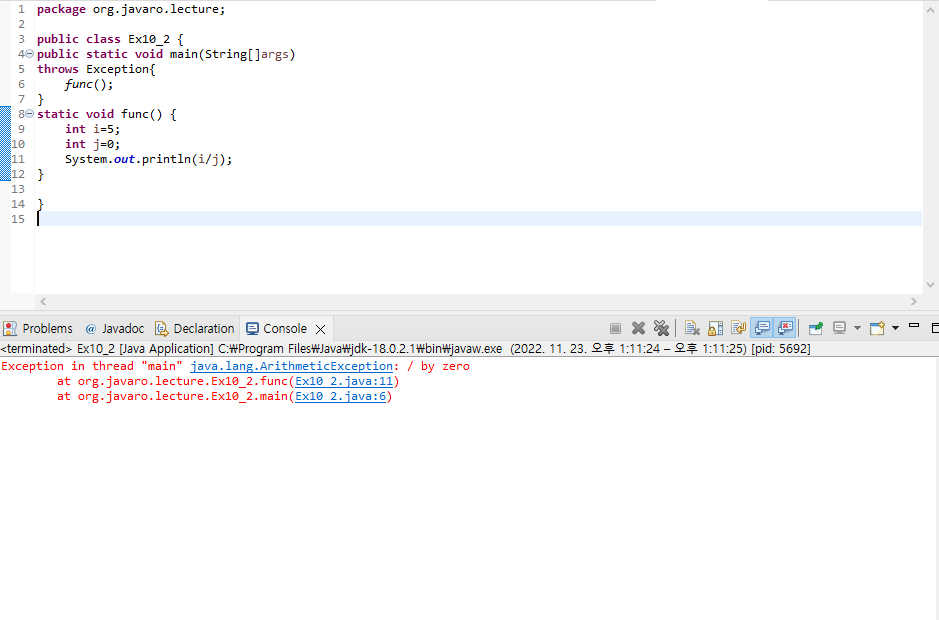 1 package org.javaro.lecture;
2
3 public class Ex10_2 {
4 public static void main(String[]args)
5 throws Exception{
6     func();
7 }
8 static void func() {
9     int i=5;
10     int j=0;
11     System.out.println(i/j);
12 }
13
14 }
15
Problems @ Javadoc Declaration Console
<terminated> Ex10_2 [Java Application] C:₩Program Files₩Java₩jdk-18.0.2.1₩bin₩javaw.exe (2022. 11. 23. 오후 1:11:24 – 오후 1:11:25) [pid: 5692]
Exception in thread "main" java.lang.ArithmeticException: / by zero
        at org.javaro.lecture.Ex10_2.func(Ex10_2.java:11)
        at org.javaro.lecture.Ex10_2.main(Ex10_2.java:6)